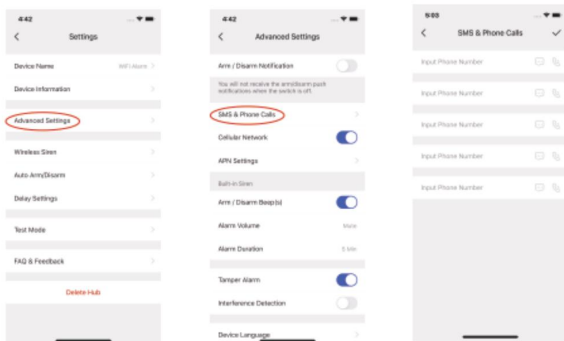 4:42
Settings
Device Name
WiFi Alarm
Device Information
Advanced Settings
Wireless Siren
Auto Arm/Disarm
Delay Settings
Test Mode
FAQ & Feedback
Delete Hub
4:42
Advanced Settings
Arm / Disarm Notification
You will not receive the arm/disarm push
notifications when the switch is off.
SMS & Phone Calls
Cellular Network
APN Settings
Built-in Siren
Arm / Disarm Beep(s)
Alarm Volume
Mute
Alarm Duration
5 Min
Tamper Alarm
Interference Detection
Device Language
5:03
SMS & Phone Calls
Input Phone Number
Input Phone Number
Input Phone Number
Input Phone Number
Input Phone Number